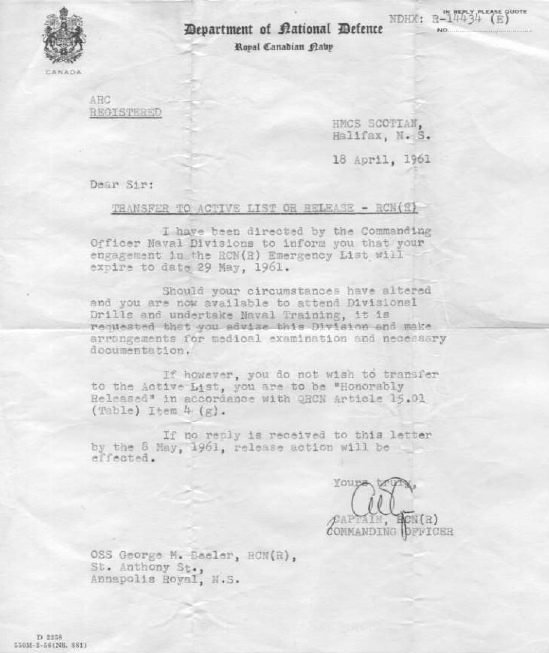 IN REPLY PLEASE QUOTE
NDHX: R-14434 (E)
NO.
Department of National Defence
Royal Canadian Navy
CANADA
REGISTERED
HMCS SCOTIAN,
Halifax, N. S.
18 April, 1961
Dear Sir:
TRANSFER TO ACTIVE LIST OR RELEASE - RCN(R)
I have been directed by the Commanding
Officer Naval Divisions to inform you that your
engagement in the RCN(R) Emergency List will
expire to date 29 May, 1961.
Should your circumstances have altered
and you are now available to attend Divisional
Drills and undertake Naval Training, it is
requested that you advise this Division and make
arrangements for medical examination and necessary
documentation.
If however, you do not wish to transfer
to the Active List, you are to be "Honorably
Released" in accordance with QRCN Article 15.01
(Table) Item 4 (g).
If no reply is received to this letter
by the 8 May, 1961, release action will be
effected.
Yours truly,
CAPTAIN, RCN(R)
COMMANDING OFFICER
OSS George M. RCN(R),
St. Anthony St.,
Annapolis Royal, N.S.
D 2258